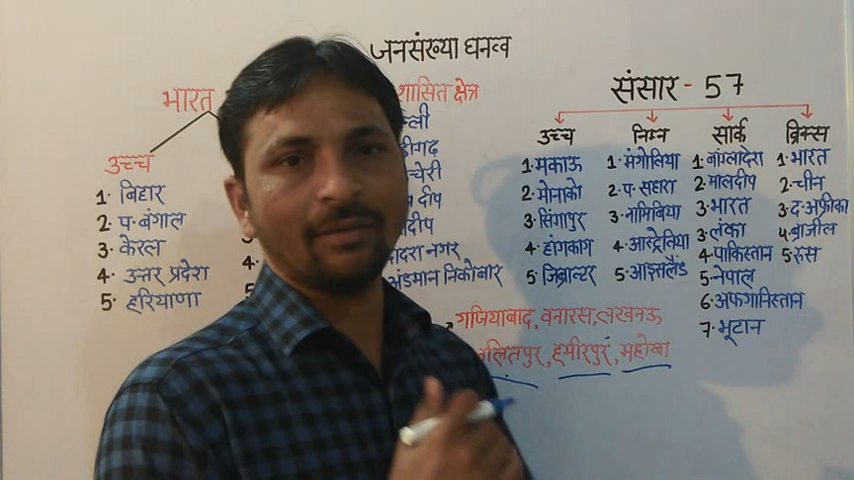 जनसंख्या घनत्व
भारत
शासित क्षेत्र
संसार - 57
उच्च
1· बिहार
2· प· बंगाल
3· केरल
4· उत्तर प्रदेश
5· हरियाणा
ल्ली
डीगढ़
चेरी
दीप
दीप
नगर
अंडमान निकोबार
उच्च
1·मकाऊ
2·मोनाको
3·सिंगापुर
4·हांगकाग
5·जिब्राल्टर
निम्न
1·मंगोलिया
2·प सहारा
3·नामिबिया
4·आस्ट्रेलिया
5·आइसलैंड
सार्क
1·बांग्लादेश
2·मालदीप
3·भारत
3·लंका
4·पाकिस्तान
5·नेपाल
6·अफगानिस्तान
7·भूटान
ब्रिक्स
1·भारत
2·चीन
3·द·अफ्रीका
4·ब्राजील
5·रूस
गजियाबाद, वनारस, लखनऊ
लितपुर, हमीरपुर, महोबा